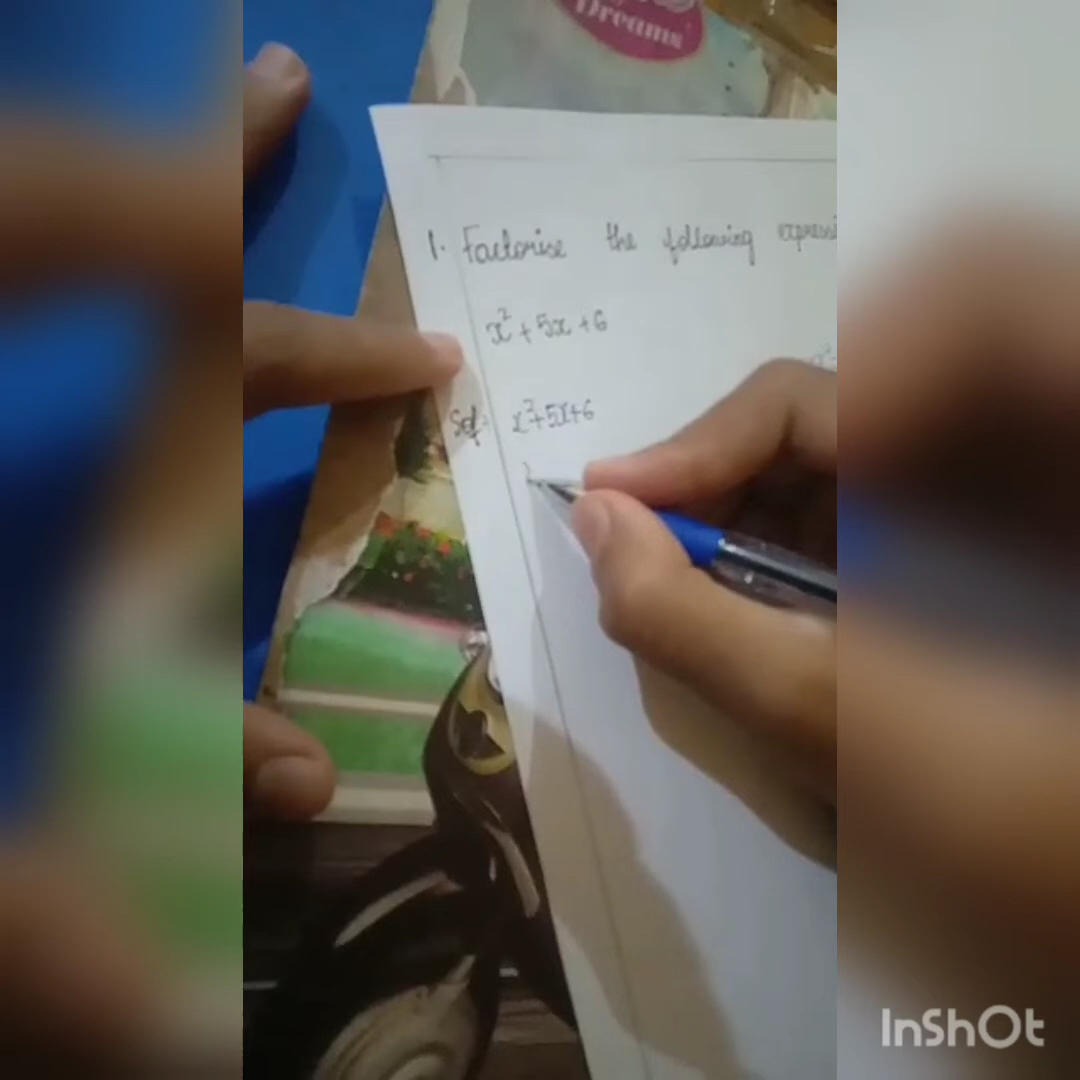 Dreams
1. Factorise the following expressi
x² + 5x + 6
Sol: x²+5x+6
InShOt